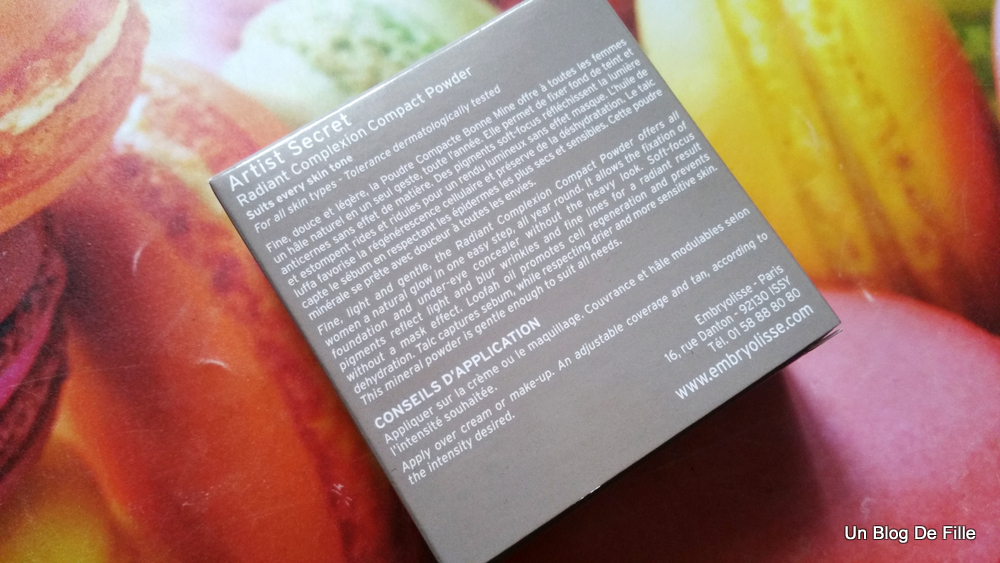 Artist Secret
Radiant Complexion Compact Powder
Suits every skin tone
For all skin types - Tolerance dermatologically tested
Fine, douce et légère, la Poudre Compacte Bonne Mine offre à toutes les femmes
un hâle naturel en un seul geste, toute l'année. Elle permet de fixer fond de teint et
anticernes sans effet de matière. Des pigments soft-focus réfléchissent la lumière
et estompent rides et ridules pour un rendu lumineux sans effet masque. L'huile de
luffa favorise la régénérescence cellulaire et préserve de la déshydratation. Le talc
capte le sébum en respectant les épidermes les plus secs et sensibles. Cette poudre
minérale se prête avec douceur à toutes les envies.
Fine, light and gentle, the Radiant Complexion Compact Powder offers all
women a natural glow in one easy step, all year round. It allows the fixation of
foundation and under-eye concealer without the heavy look. Soft-focus
pigments reflect light and blur wrinkles and fine lines for a radiant result
without a mask effect. Loofah oil promotes cell regeneration and prevents
dehydration. Talc captures sebum, while respecting drier and more sensitive skin.
This mineral powder is gentle enough to suit all needs.
CONSEILS D'APPLICATION
Appliquer sur la crème ou le maquillage. Couvrance et hâle modulables selon
l'intensité souhaitée.
Apply over cream or make-up. An adjustable coverage and tan, according to
the intensity desired.
Embryolisse - Paris
16, rue Danton - 92130 ISSY
Tél. 01 58 88 80 80
www.embryolisse.com
Un Blog De Fille